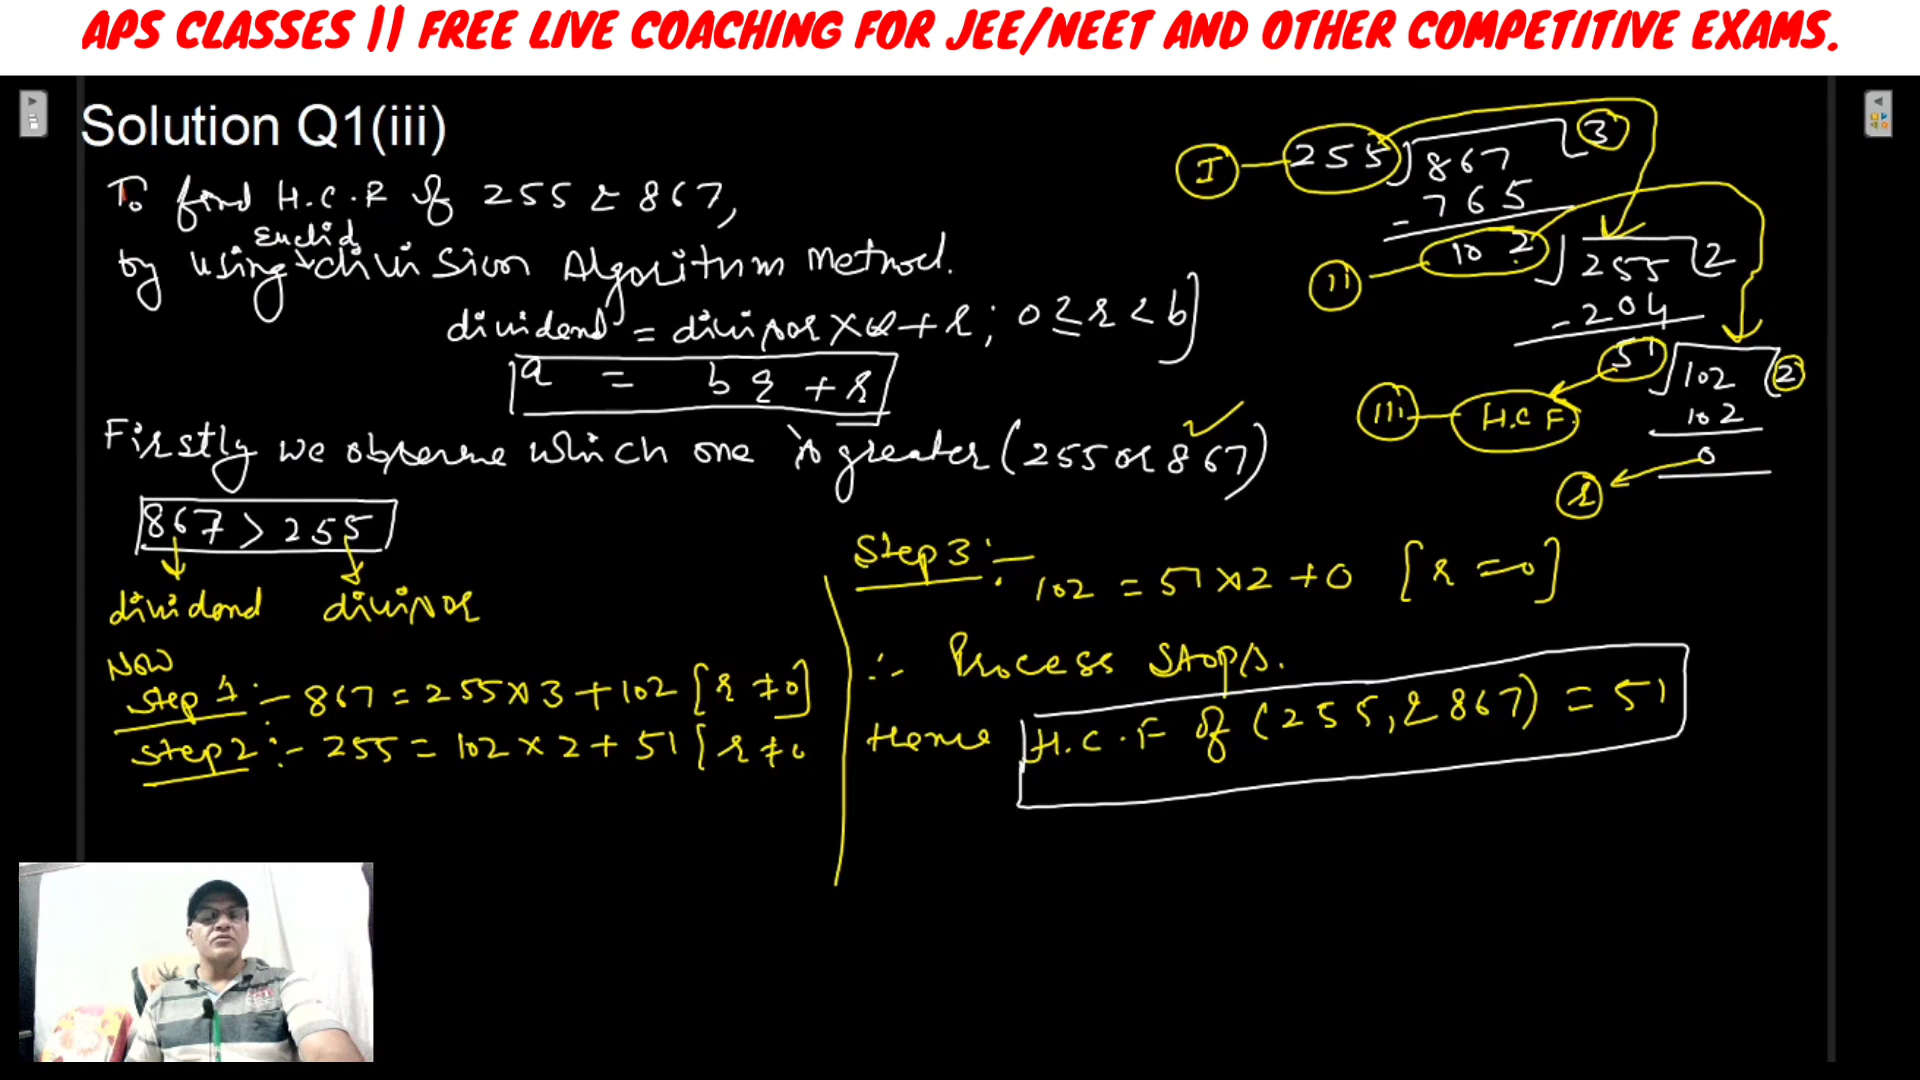 APS CLASSES || FREE LIVE COACHING FOR JEE/NEET AND OTHER COMPETITIVE EXAMS.
Solution Q1(iii)
To find H.C.F of 255 & 867,
by using Euclid division Algorithm Method.
dividend = divisor × Q + r ; 0 ≥ r < b]
a = b q + r
Firstly we observe which one is greater (255 or 867) ✓
867 > 255
dividend divisor
Now
Step 1 :- 867 = 255 × 3 + 102 [r ≠ 0]
Step 2 :- 255 = 102 × 2 + 51 [r ≠ 0
Step 3 :- 102 = 51 × 2 + 0 [r = 0]
∴ Process Stops.
Hence H.C.F of (255, & 867) = 51
I 255 867 3
- 765
II 102 255 2
- 204
51 102 2
III H.C.F. 102
0
r